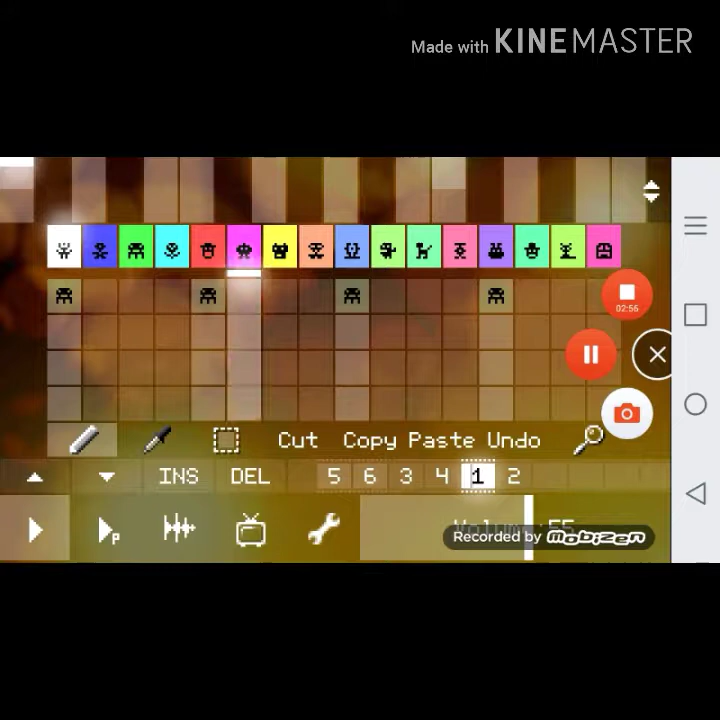 Made with KINEMASTER
02:56
Cut Copy Paste Undo
INS DEL 5 6 3 4 1 2
P
55
Recorded by mobizen